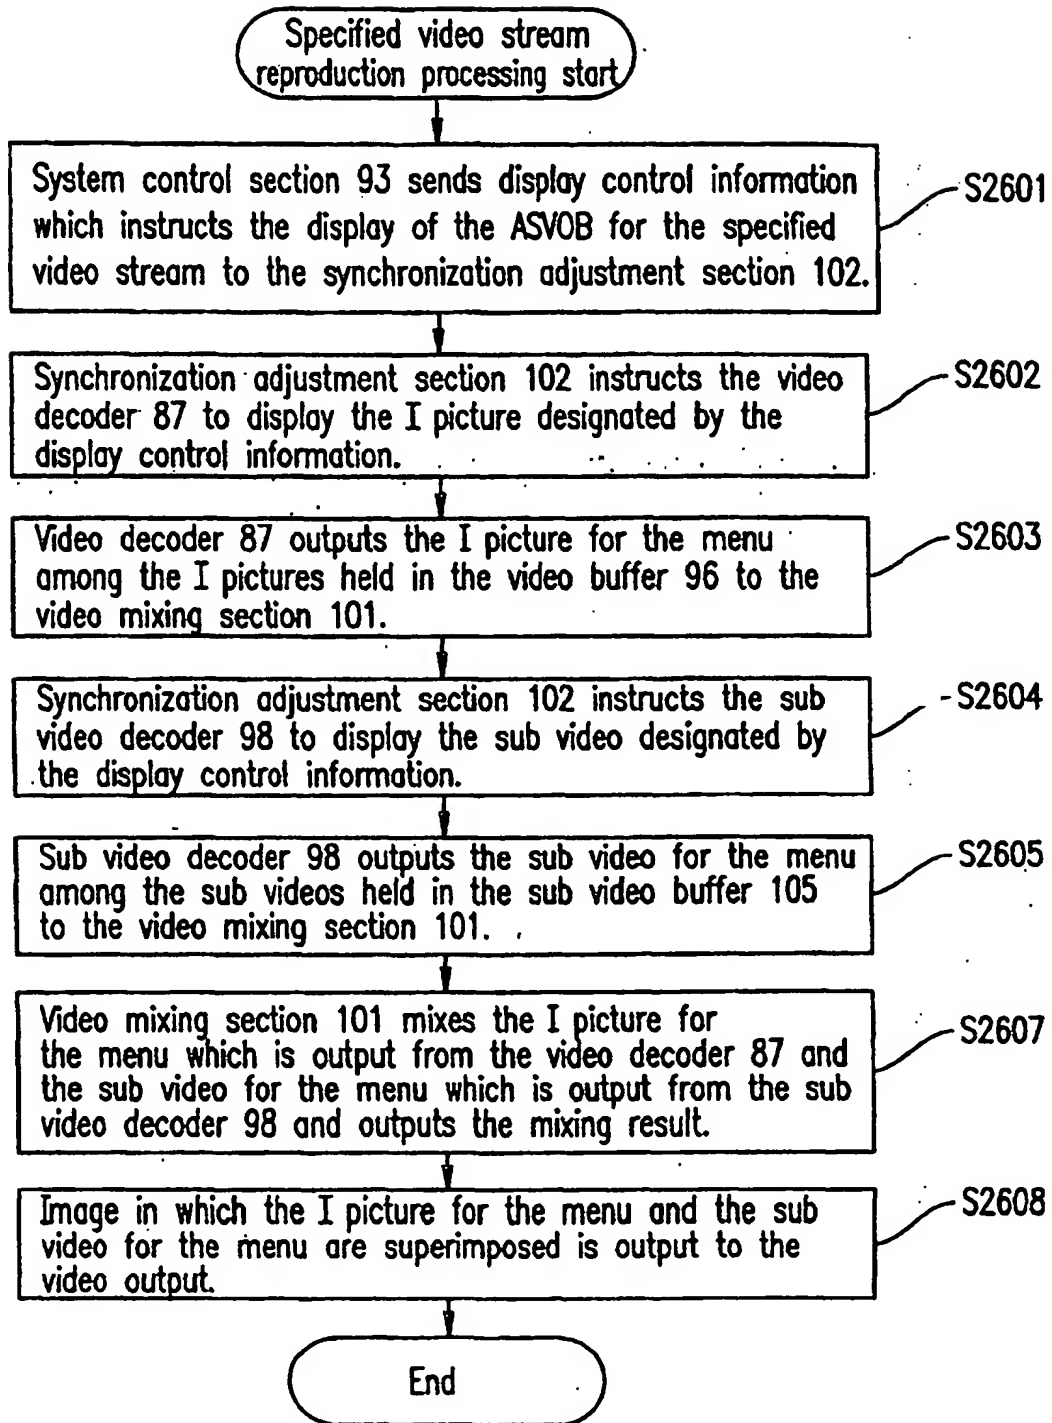 Specified video stream
reproduction processing start
System control section 93 sends display control information
which instructs the display of the ASVOB for the specified
video stream to the synchronization adjustment section 102.
S2601
Synchronization adjustment section 102 instructs the video
decoder 87 to display the I picture designated by the
display control information.
S2602
Video decoder 87 outputs the I picture for the menu
among the I pictures held in the video buffer 96 to the
video mixing section 101.
S2603
Synchronization adjustment section 102 instructs the sub
video decoder 98 to display the sub video designated by
the display control information.
S2604
Sub video decoder 98 outputs the sub video for the menu
among the sub videos held in the sub video buffer 105
to the video mixing section 101.
S2605
Video mixing section 101 mixes the I picture for
the menu which is output from the video decoder 87 and
the sub video for the menu which is output from the sub
video decoder 98 and outputs the mixing result.
S2607
Image in which the I picture for the menu and the sub
video for the menu are superimposed is output to the
video output.
S2608
End